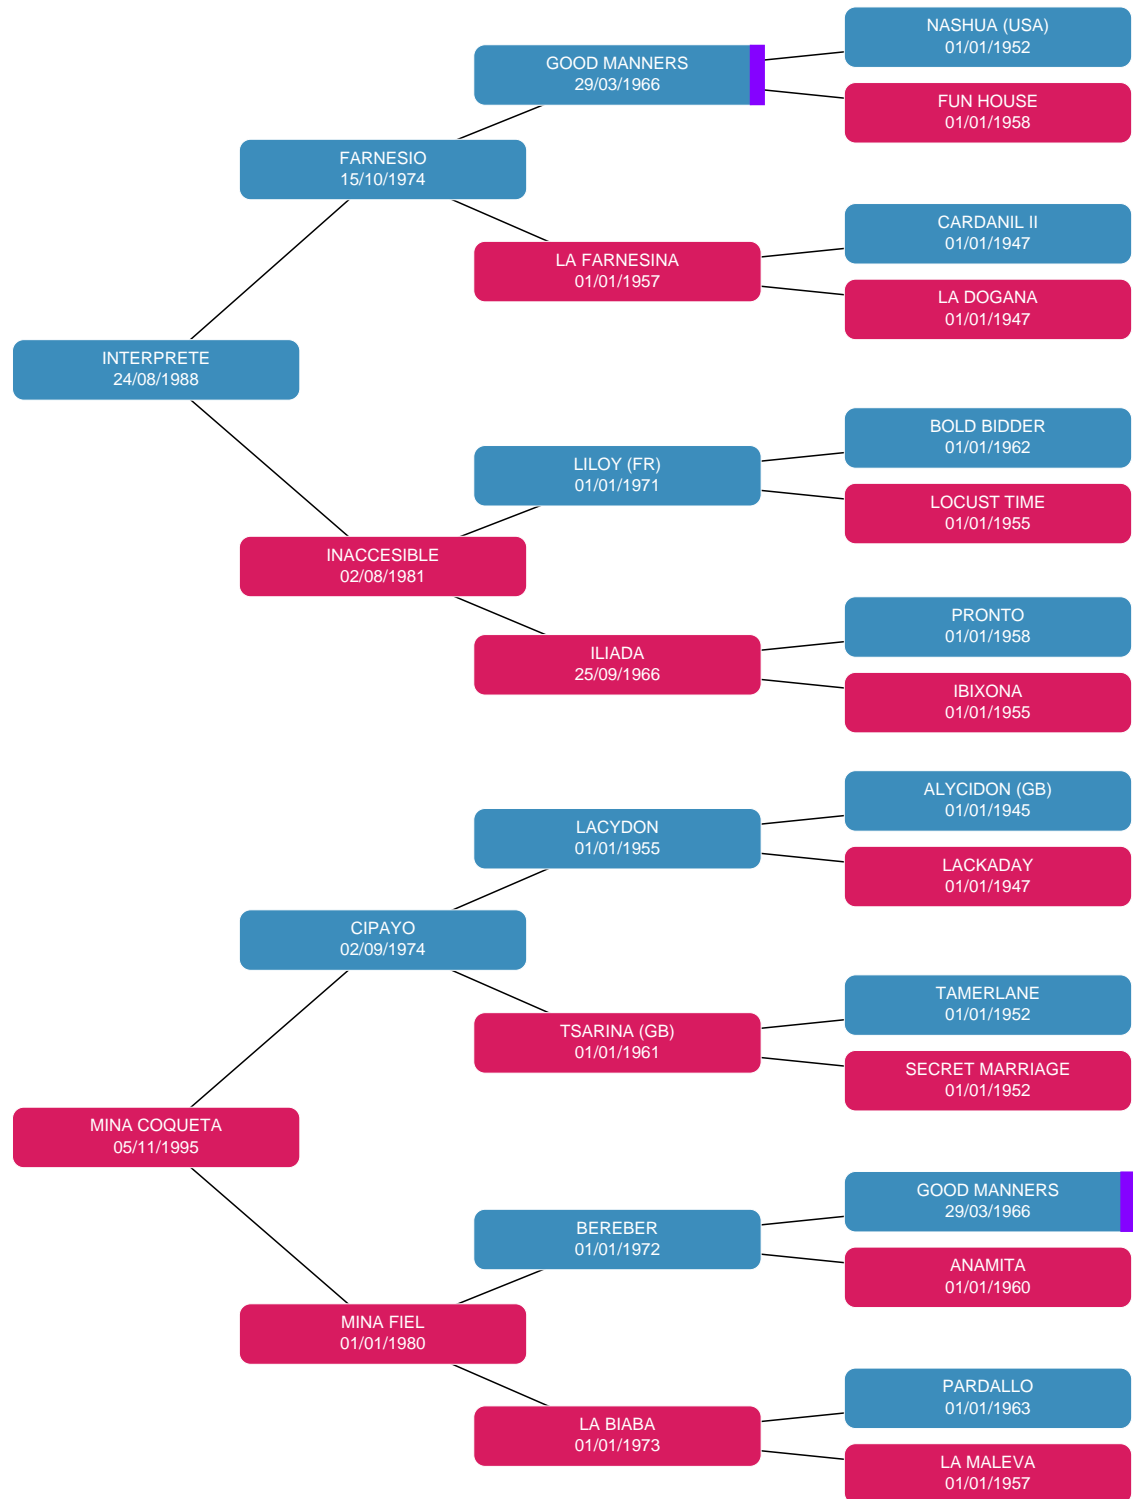 NASHUA (USA)
01/01/1952
GOOD MANNERS
29/03/1966
FUN HOUSE
01/01/1958
FARNESIO
15/10/1974
CARDANIL II
01/01/1947
LA FARNESINA
01/01/1957
LA DOGANA
01/01/1947
INTERPRETE
24/08/1988
BOLD BIDDER
01/01/1962
LILOY (FR)
01/01/1971
LOCUST TIME
01/01/1955
INACCESIBLE
02/08/1981
PRONTO
01/01/1958
ILIADA
25/09/1966
IBIXONA
01/01/1955
ALYCIDON (GB)
01/01/1945
LACYDON
01/01/1955
LACKADAY
01/01/1947
CIPAYO
02/09/1974
TAMERLANE
01/01/1952
TSARINA (GB)
01/01/1961
SECRET MARRIAGE
01/01/1952
MINA COQUETA
05/11/1995
GOOD MANNERS
29/03/1966
BEREBER
01/01/1972
ANAMITA
01/01/1960
MINA FIEL
01/01/1980
PARDALLO
01/01/1963
LA BIABA
01/01/1973
LA MALEVA
01/01/1957